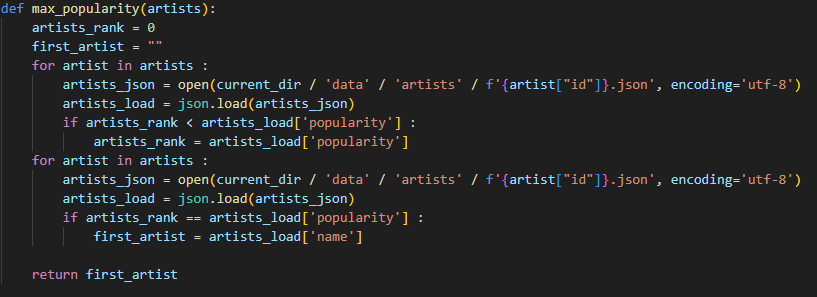 def max_popularity(artists):
    artists_rank = 0
    first_artist = ""
    for artist in artists :
        artists_json = open(current_dir / 'data' / 'artists' / f'{artist["id"]}.json', encoding='utf-8')
        artists_load = json.load(artists_json)
        if artists_rank < artists_load['popularity'] :
            artists_rank = artists_load['popularity']
    for artist in artists :
        artists_json = open(current_dir / 'data' / 'artists' / f'{artist["id"]}.json', encoding='utf-8')
        artists_load = json.load(artists_json)
        if artists_rank == artists_load['popularity'] :
            first_artist = artists_load['name']

    return first_artist